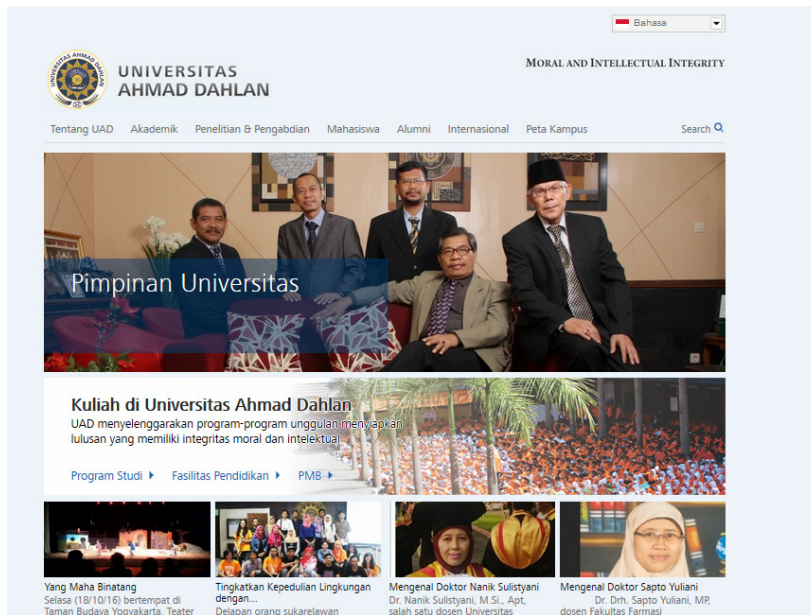 Bahasa
UNIVERSITAS
AHMAD DAHLAN
MORAL AND INTELLECTUAL INTEGRITY
Tentang UAD Akademik Penelitian & Pengabdian Mahasiswa Alumni Internasional Peta Kampus Search
Pimpinan Universitas
Kuliah di Universitas Ahmad Dahlan
UAD menyelenggarakan program-program unggulan menyiapkan
lulusan yang memiliki integritas moral dan intelektual
Program Studi Fasilitas Pendidikan PMB
Yang Maha Binatang
Selasa (18/10/16) bertempat di
Taman Budaya Yogyakarta. Teater
Tingkatkan Kepedulian Lingkungan
dengan...
Delapan orang sukarelawan
Mengenal Doktor Nanik Sulistyani
Dr. Nanik Sulistyani, M.Si., Apt,
salah satu dosen Universitas
Mengenal Doktor Sapto Yuliani
Dr. Drh. Sapto Yuliani, MP,
dosen Fakultas Farmasi